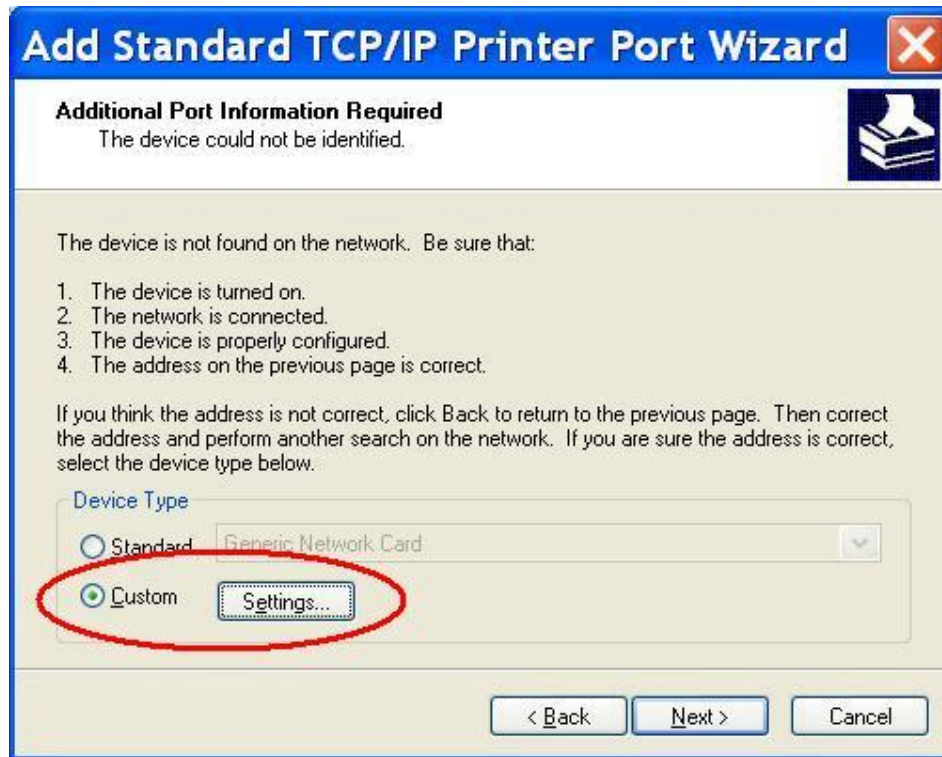 Add Standard TCP/IP Printer Port Wizard
Additional Port Information Required
The device could not be identified.
The device is not found on the network. Be sure that:
1. The device is turned on.
2. The network is connected.
3. The device is properly configured.
4. The address on the previous page is correct.
If you think the address is not correct, click Back to return to the previous page. Then correct
the address and perform another search on the network. If you are sure the address is correct,
select the device type below.
Device Type
Standard Generic Network Card
Custom Settings...
< Back Next > Cancel